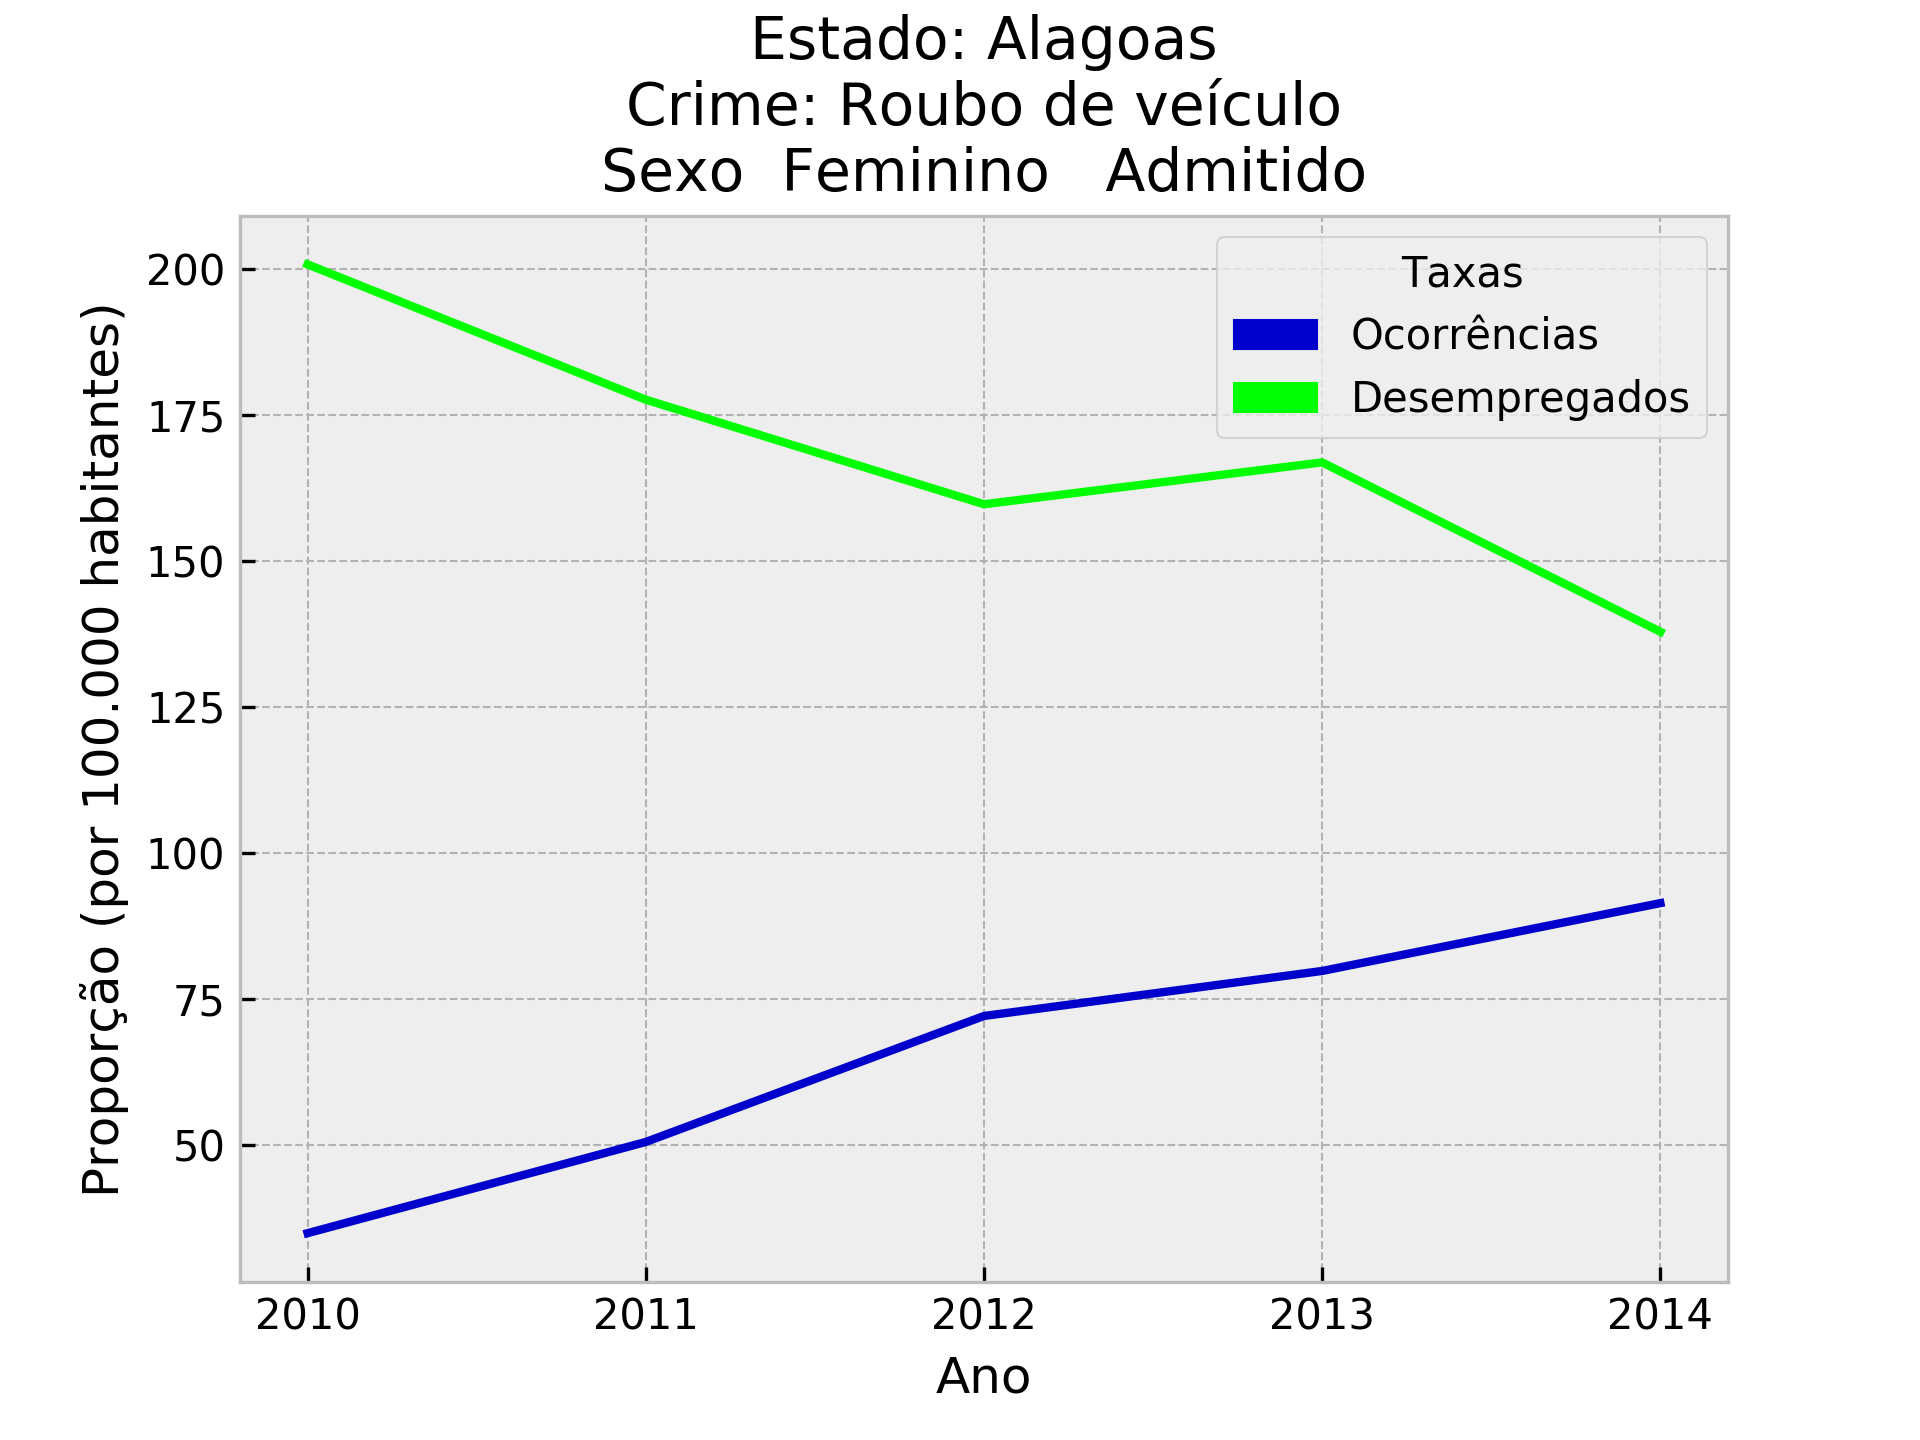 Estado: Alagoas
Crime: Roubo de veículo
Sexo  Feminino   Admitido
Taxas
Ocorrências
Desempregados
Proporção (por 100.000 habitantes)
200
175
150
125
100
75
50
2010 2011 2012 2013 2014
Ano